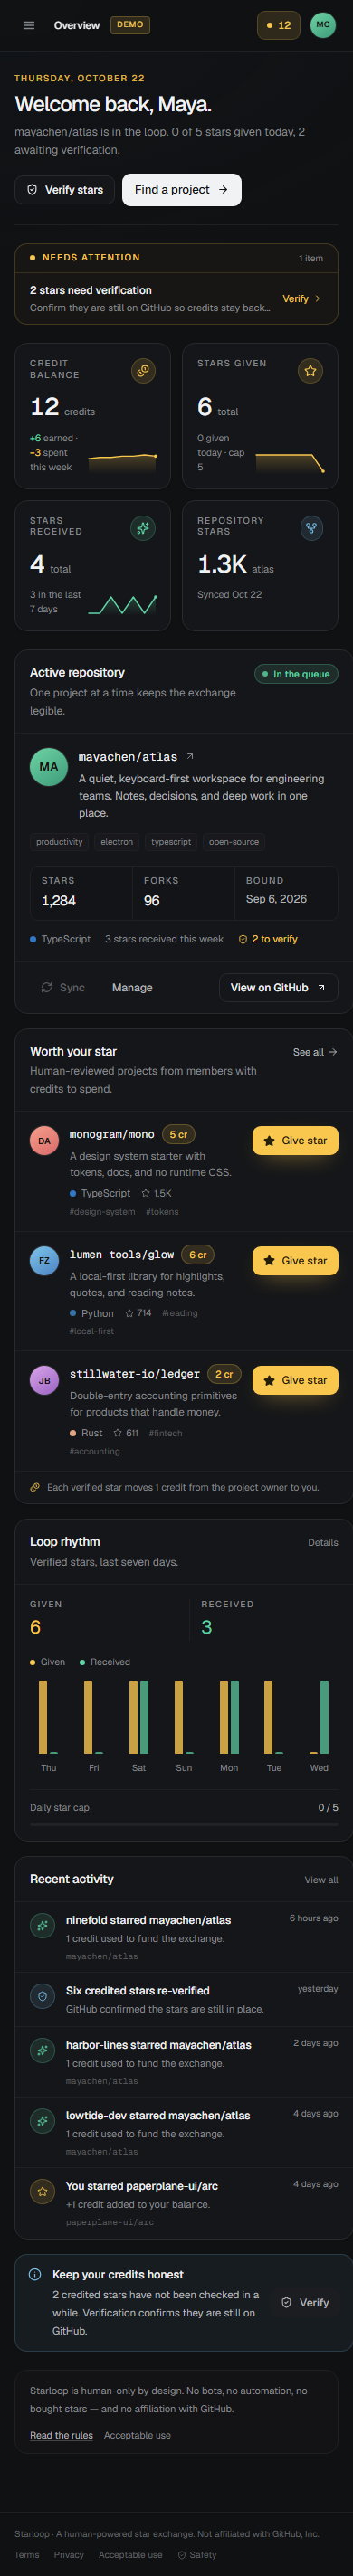 Overview DEMO 12 MC
THURSDAY, OCTOBER 22
Welcome back, Maya.
mayachen/atlas is in the loop. 0 of 5 stars given today, 2
awaiting verification.
Verify stars Find a project
NEEDS ATTENTION 1 item
2 stars need verification
Confirm they are still on GitHub so credits stay back...
Verify
CREDIT
BALANCE
12 credits
+6 earned ·
−3 spent
this week
STARS GIVEN
6 total
0 given
today · cap
5
STARS
RECEIVED
4 total
3 in the last
7 days
REPOSITORY
STARS
1.3K atlas
Synced Oct 22
Active repository In the queue
One project at a time keeps the exchange
legible.
MA
mayachen/atlas
A quiet, keyboard-first workspace for engineering
teams. Notes, decisions, and deep work in one
place.
productivity electron typescript open-source
STARS FORKS BOUND
1,284 96 Sep 6, 2026
TypeScript 3 stars received this week 2 to verify
Sync Manage View on GitHub
Worth your star See all
Human-reviewed projects from members with
credits to spend.
DA monogram/mono 5 cr Give star
A design system starter with
tokens, docs, and no runtime CSS.
TypeScript 1.5K
#design-system #tokens
FZ lumen-tools/glow 6 cr Give star
A local-first library for highlights,
quotes, and reading notes.
Python 714 #reading
#local-first
JB stillwater-io/ledger 2 cr Give star
Double-entry accounting primitives
for products that handle money.
Rust 611 #fintech
#accounting
Each verified star moves 1 credit from the project owner to you.
Loop rhythm Details
Verified stars, last seven days.
GIVEN RECEIVED
6 3
Given Received
Thu Fri Sat Sun Mon Tue Wed
Daily star cap 0 / 5
Recent activity View all
ninefold starred mayachen/atlas 6 hours ago
1 credit used to fund the exchange.
mayachen/atlas
Six credited stars re-verified yesterday
GitHub confirmed the stars are still in place.
harbor-lines starred mayachen/atlas 2 days ago
1 credit used to fund the exchange.
mayachen/atlas
lowtide-dev starred mayachen/atlas 4 days ago
1 credit used to fund the exchange.
mayachen/atlas
You starred paperplane-ui/arc 4 days ago
+1 credit added to your balance.
paperplane-ui/arc
Keep your credits honest
2 credited stars have not been checked in a
while. Verification confirms they are still on
GitHub.
Verify
Starloop is human-only by design. No bots, no automation, no
bought stars — and no affiliation with GitHub.
Read the rules Acceptable use
Starloop · A human-powered star exchange. Not affiliated with GitHub, Inc.
Terms Privacy Acceptable use Safety